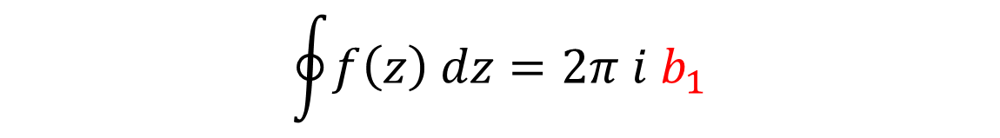 ∮f(z) dz = 2π i b₁